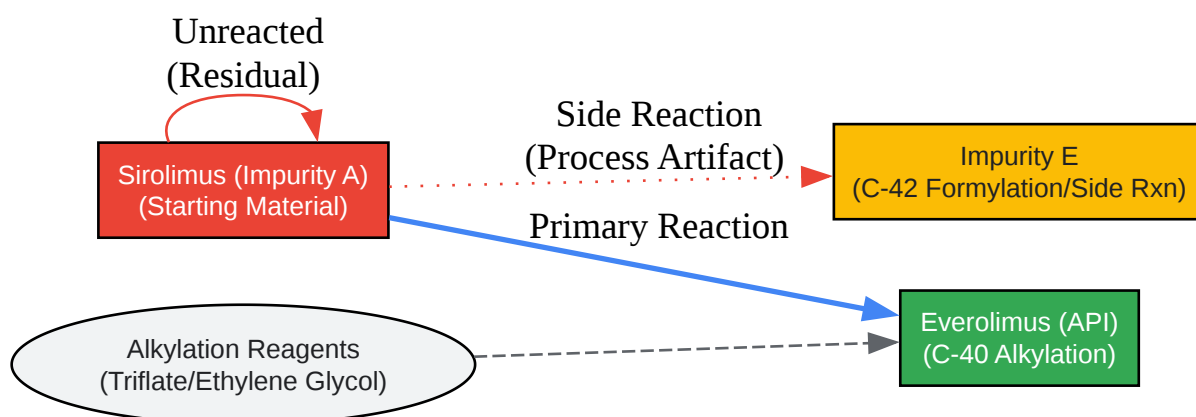 Unreacted
(Residual)
Side Reaction
(Process Artifact)
Sirolimus (Impurity A)
(Starting Material)
Impurity E
(C-42 Formylation/Side Rxn)
Primary Reaction
Everolimus (API)
(C-40 Alkylation)
Alkylation Reagents
(Triflate/Ethylene Glycol)